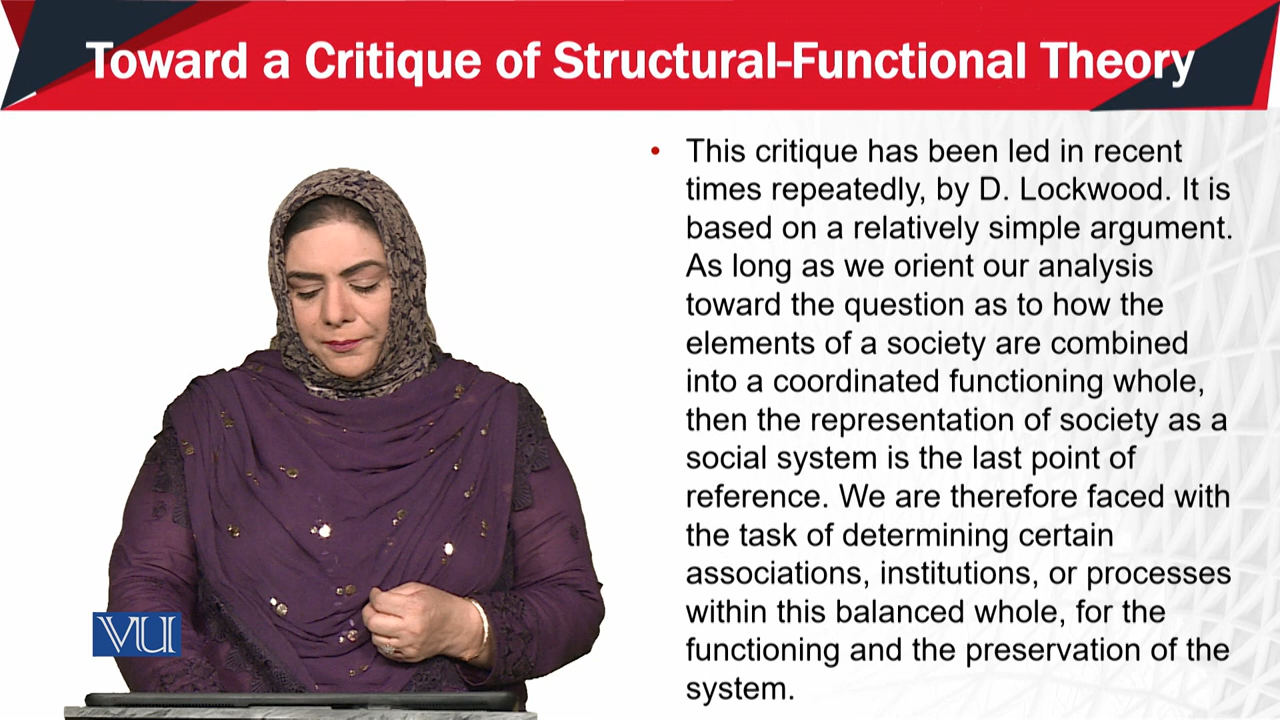 Toward a Critique of Structural-Functional Theory
• This critique has been led in recent
times repeatedly, by D. Lockwood. It is
based on a relatively simple argument.
As long as we orient our analysis
toward the question as to how the
elements of a society are combined
into a coordinated functioning whole,
then the representation of society as a
social system is the last point of
reference. We are therefore faced with
the task of determining certain
associations, institutions, or processes
within this balanced whole, for the
functioning and the preservation of the
system.
VU